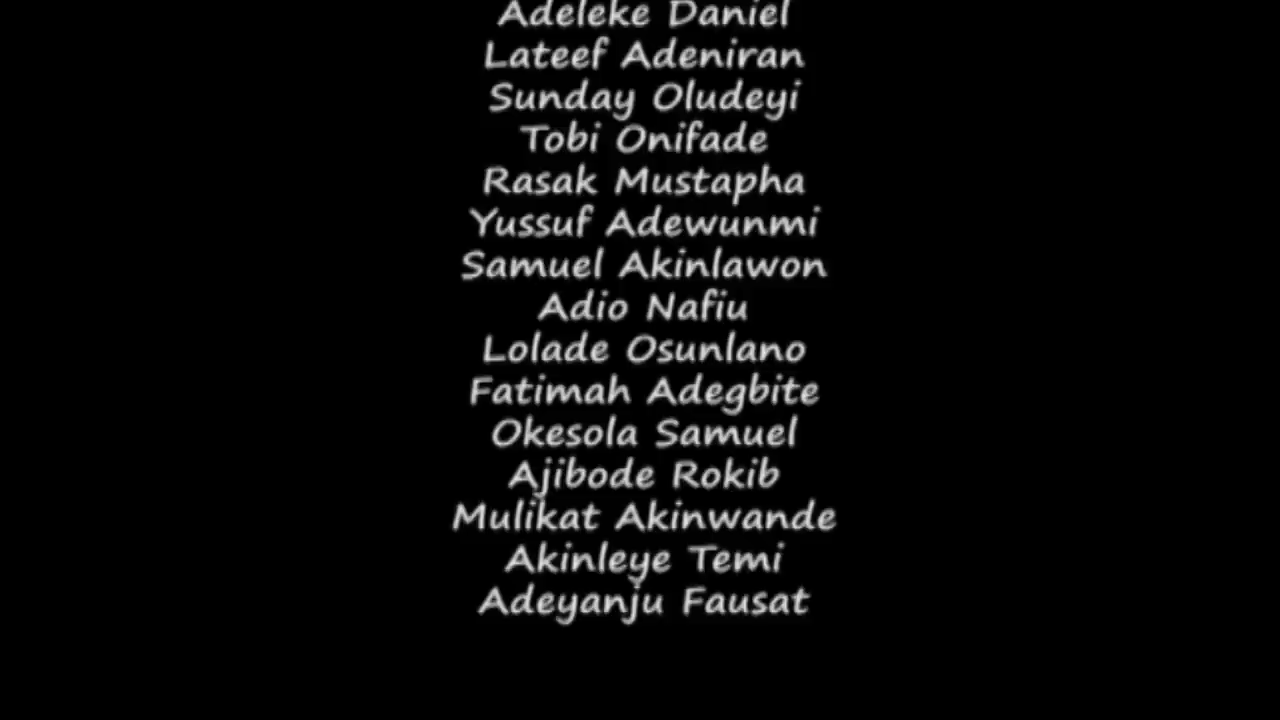 Adeleke Daniel
Lateef Adeniran
Sunday Oludeyi
Tobi Onifade
Rasak Mustapha
Yussuf Adewunmi
Samuel Akinlawon
Adio Nafiu
Lolade Osunlano
Fatimah Adegbite
Okesola Samuel
Ajibode Rokib
Mulikat Akinwande
Akinleye Temi
Adeyanju Fausat